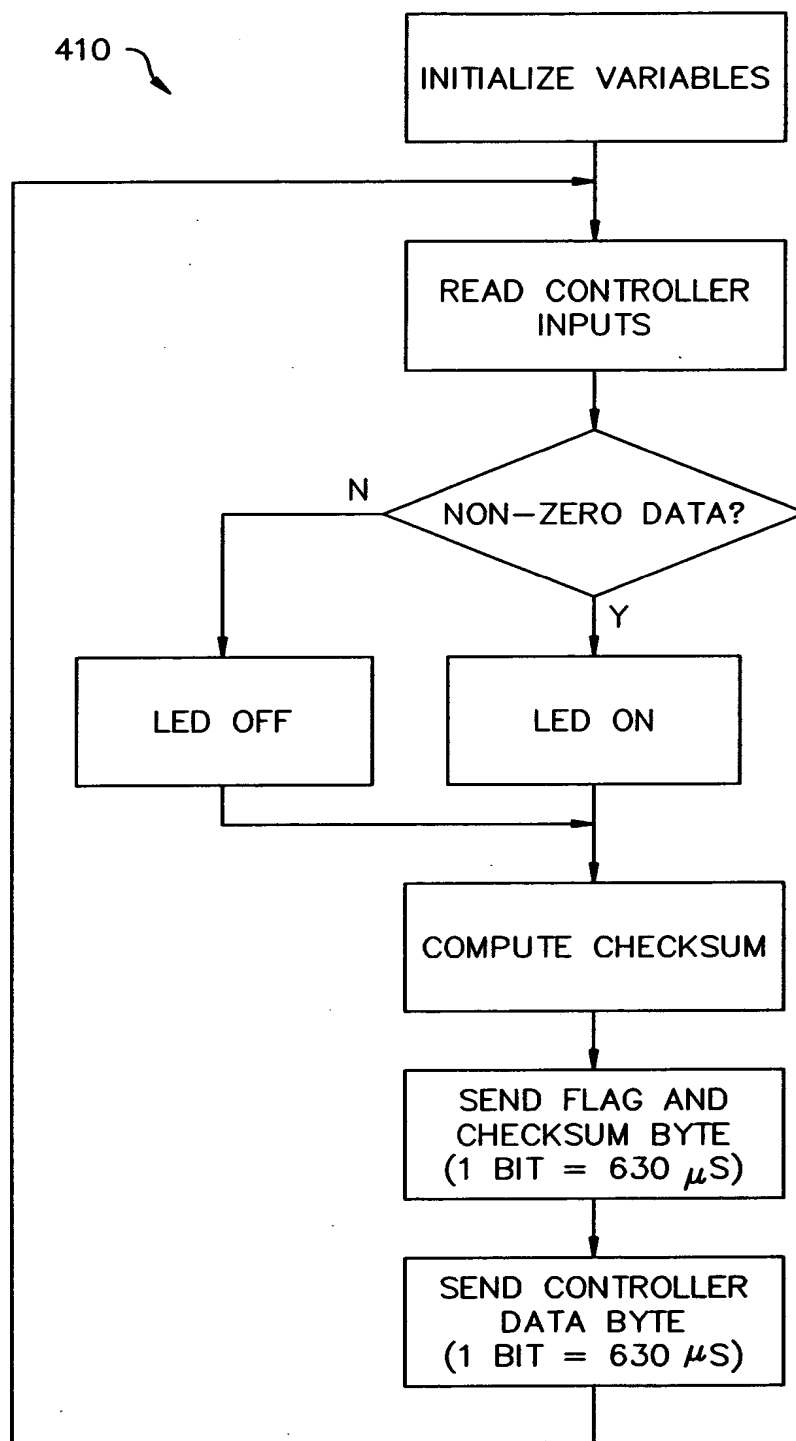 410
INITIALIZE VARIABLES
READ CONTROLLER
INPUTS
NON-ZERO DATA?
N
Y
LED OFF
LED ON
COMPUTE CHECKSUM
SEND FLAG AND
CHECKSUM BYTE
(1 BIT = 630 μS)
SEND CONTROLLER
DATA BYTE
(1 BIT = 630 μS)